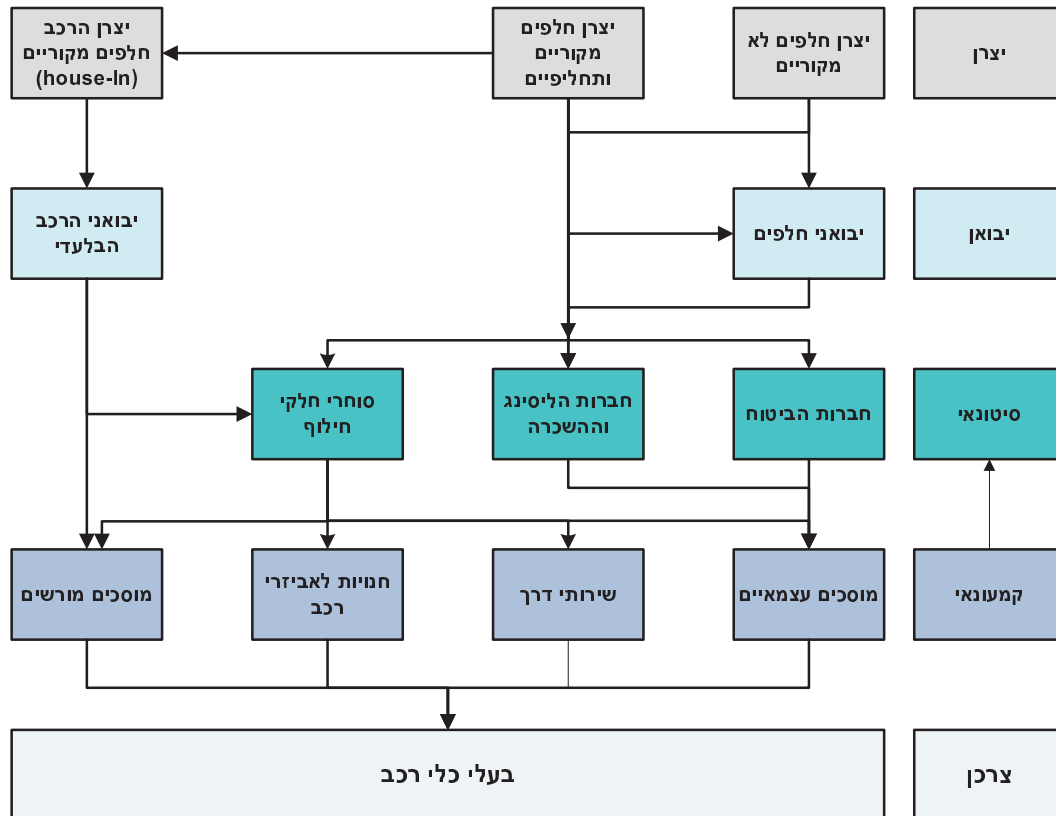 יצרן
יצרן חלפים לא
מקוריים
יצרן חלפים
מקוריים
ותחליפיים
יצרן הרכב
חלפים מקוריים
(house-In)
יבואן
יבואני חלפים
יבואני הרכב
הבלעדי
סיטונאי
חברות הביטוח
חברות הליסינג
וההשכרה
סוחרי חלקי
חילוף
קמעונאי
מוסכים עצמאיים
שירותי דרך
חנויות לאביזרי
רכב
מוסכים מורשים
צרכן
בעלי כלי רכב